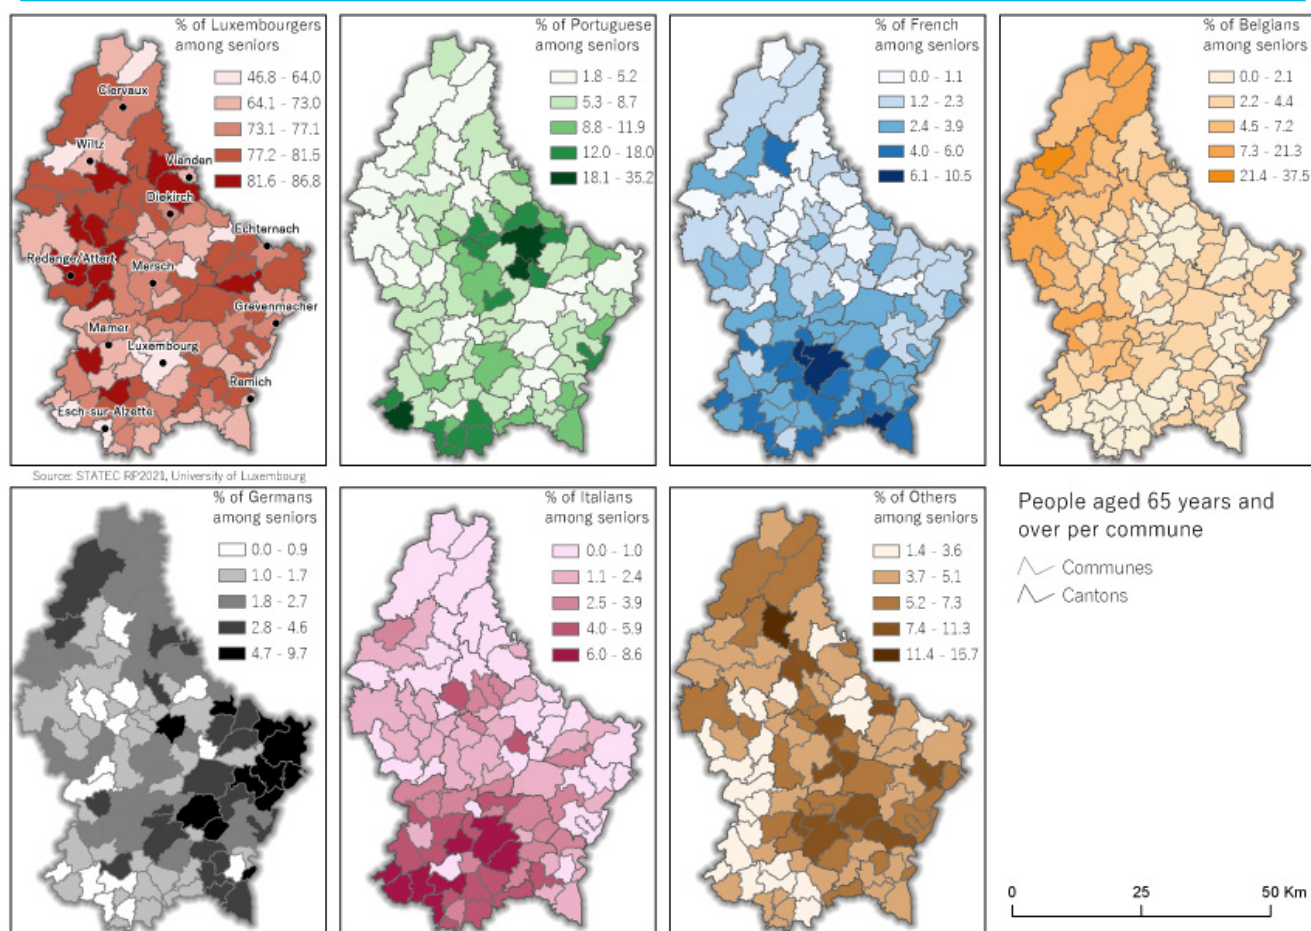 % of Luxembourgers
among seniors
46.8 - 64.0
64.1 - 73.0
73.1 - 77.1
77.2 - 81.5
81.6 - 86.8
Clervaux
Wiltz
Vianden
Diekirch
Echternach
Redange/Attert
Mersch
Grevenmacher
Mamer
Luxembourg
Remich
Esch-sur-Alzette
% of Portuguese
among seniors
1.8 - 5.2
5.3 - 8.7
8.8 - 11.9
12.0 - 18.0
18.1 - 35.2
% of French
among seniors
0.0 - 1.1
1.2 - 2.3
2.4 - 3.9
4.0 - 6.0
6.1 - 10.5
% of Belgians
among seniors
0.0 - 2.1
2.2 - 4.4
4.5 - 7.2
7.3 - 21.3
21.4 - 37.5
Source: STATEC RP2021, University of Luxembourg
% of Germans
among seniors
0.0 - 0.9
1.0 - 1.7
1.8 - 2.7
2.8 - 4.6
4.7 - 9.7
% of Italians
among seniors
0.0 - 1.0
1.1 - 2.4
2.5 - 3.9
4.0 - 5.9
6.0 - 8.6
% of Others
among seniors
1.4 - 3.6
3.7 - 5.1
5.2 - 7.3
7.4 - 11.3
11.4 - 15.7
People aged 65 years and
over per commune
Communes
Cantons
0 25 50 Km